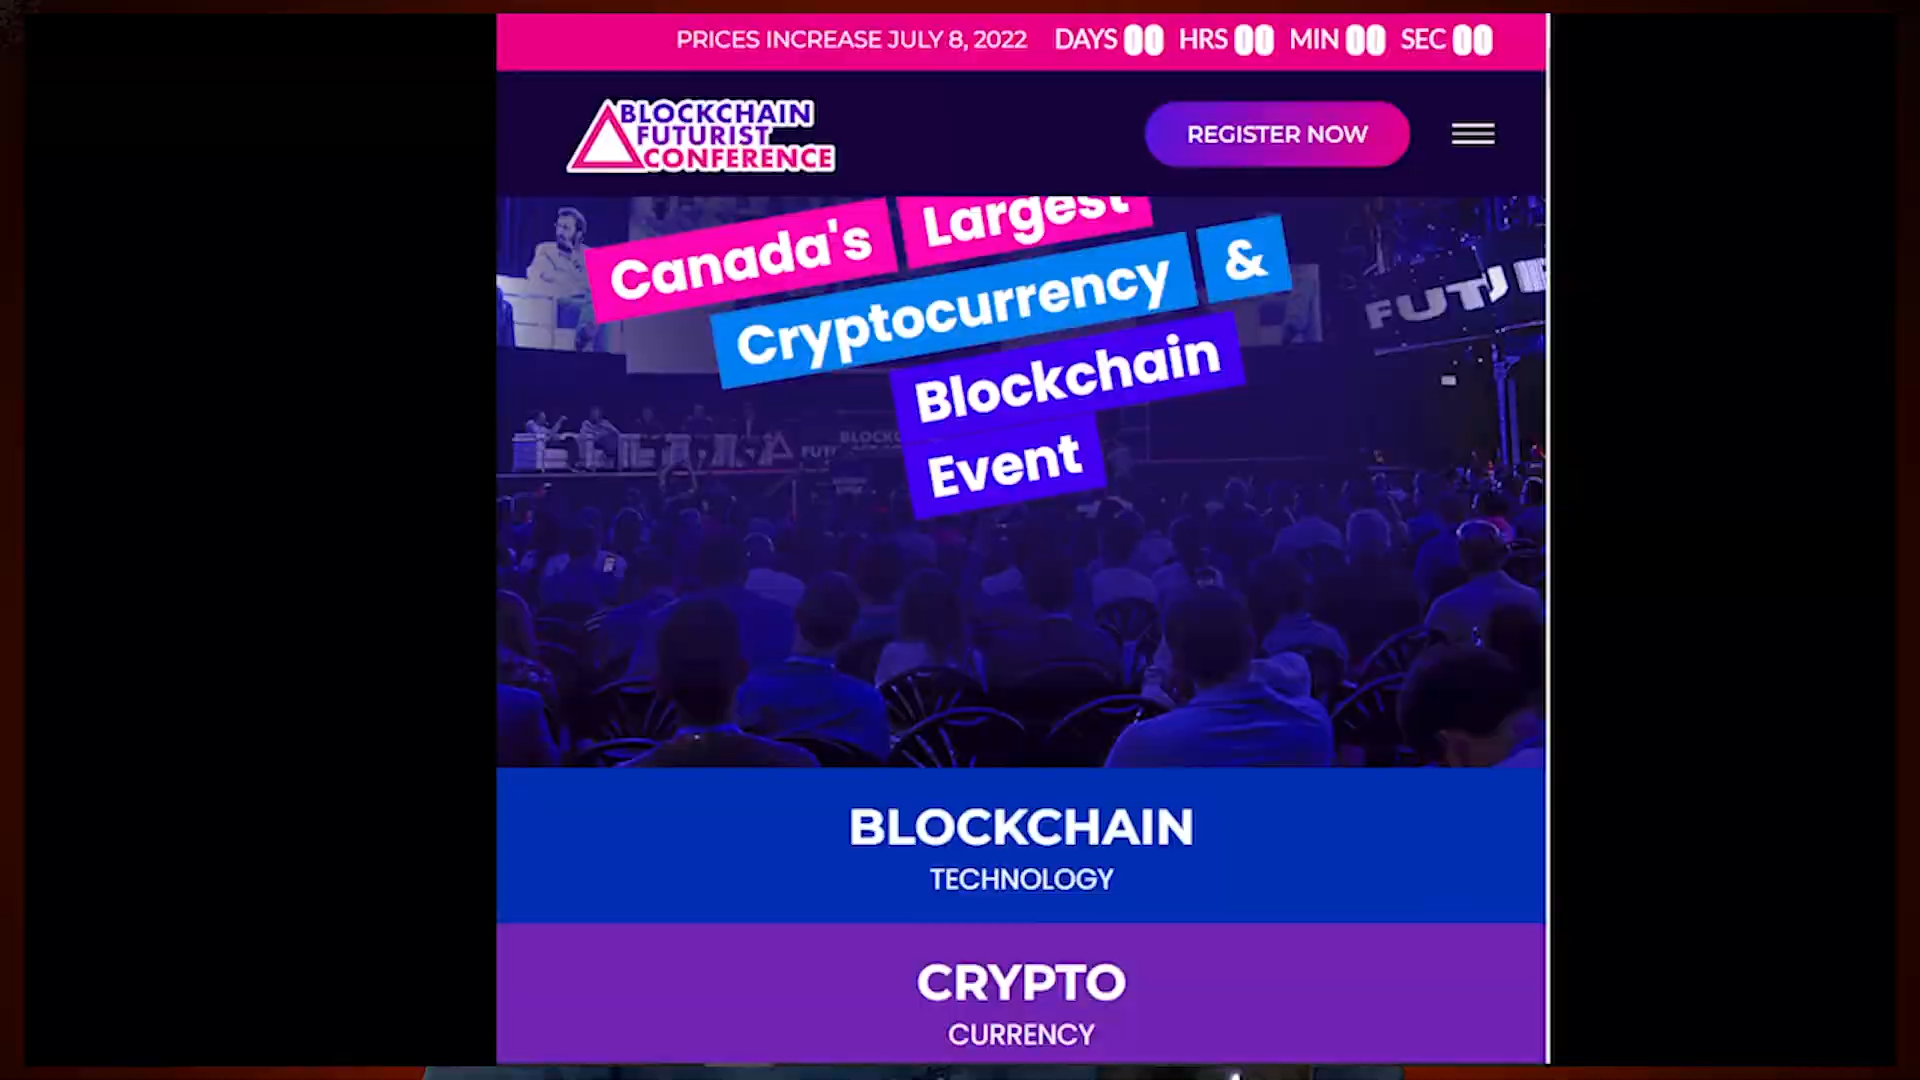 PRICES INCREASE JULY 8, 2022 DAYS 00 HRS 00 MIN 00 SEC 00
BLOCKCHAIN
FUTURIST
CONFERENCE
REGISTER NOW
Canada's Largest
Cryptocurrency &
Blockchain
Event
BLOCKCHAIN
TECHNOLOGY
CRYPTO
CURRENCY